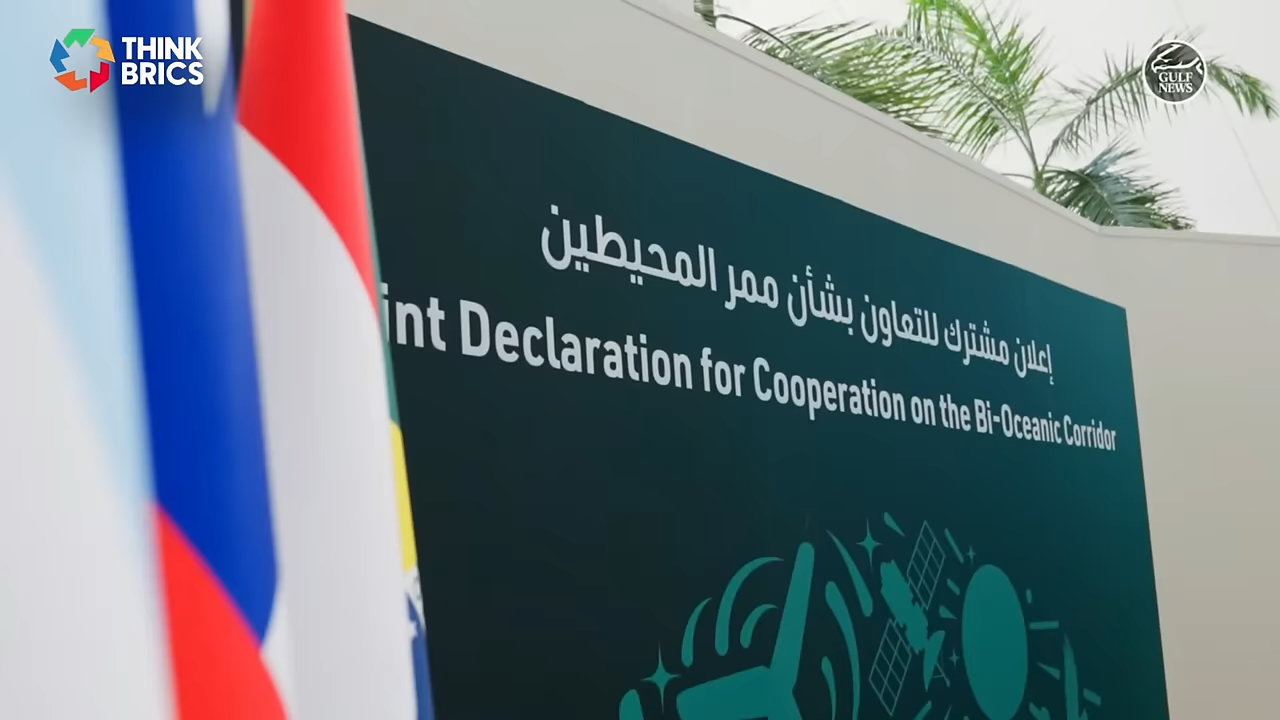 THINK
BRICS
GULF
NEWS
إعلان مشترك للتعاون بشأن ممر المحيطين
int Declaration for Cooperation on the Bi-Oceanic Corridor